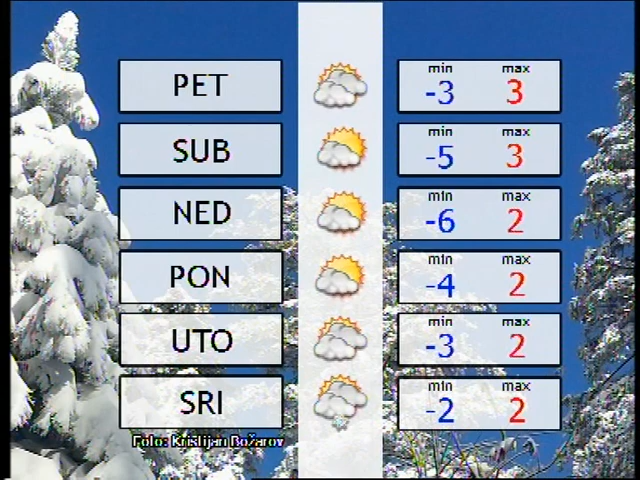 PET min max
-3 3
SUB min max
-5 3
NED min max
-6 2
PON min max
-4 2
UTO min max
-3 2
SRI min max
-2 2
Foto: Kristijan Božarov